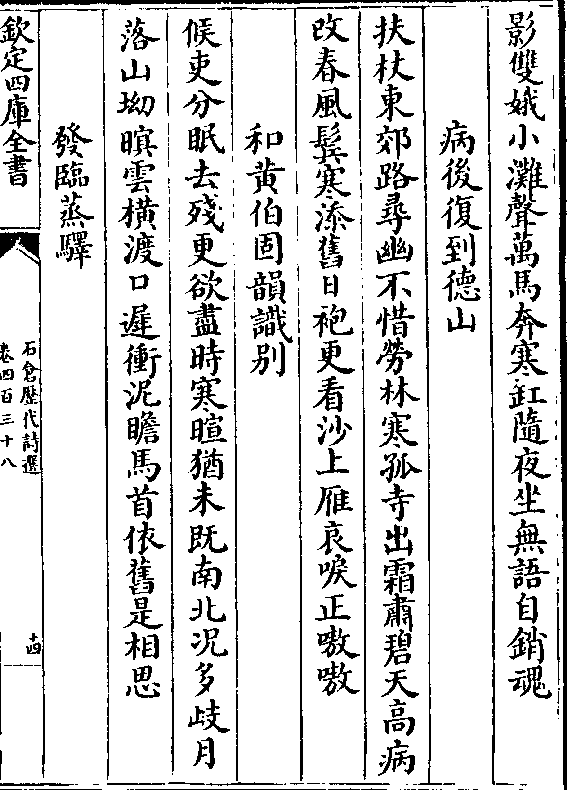 影雙娥小灘聲萬馬奔寒缸隨夜坐無語自銷魂
病後復到德山
扶杖東郊路尋幽不惜勞林寒孤寺出霜肅碧天高病
改春風鬂寒添舊日袍更看沙上雁哀唳正嗷嗷
和黄伯固韻識别
候吏分眠去殘更欲盡時寒暄猶未既南北况多歧月
落山坳暝雲横渡口遲衝泥瞻馬首依舊是相思
發臨蒸驛
欽定四庫全書
石倉歴代詩選
卷四百三十八
十四